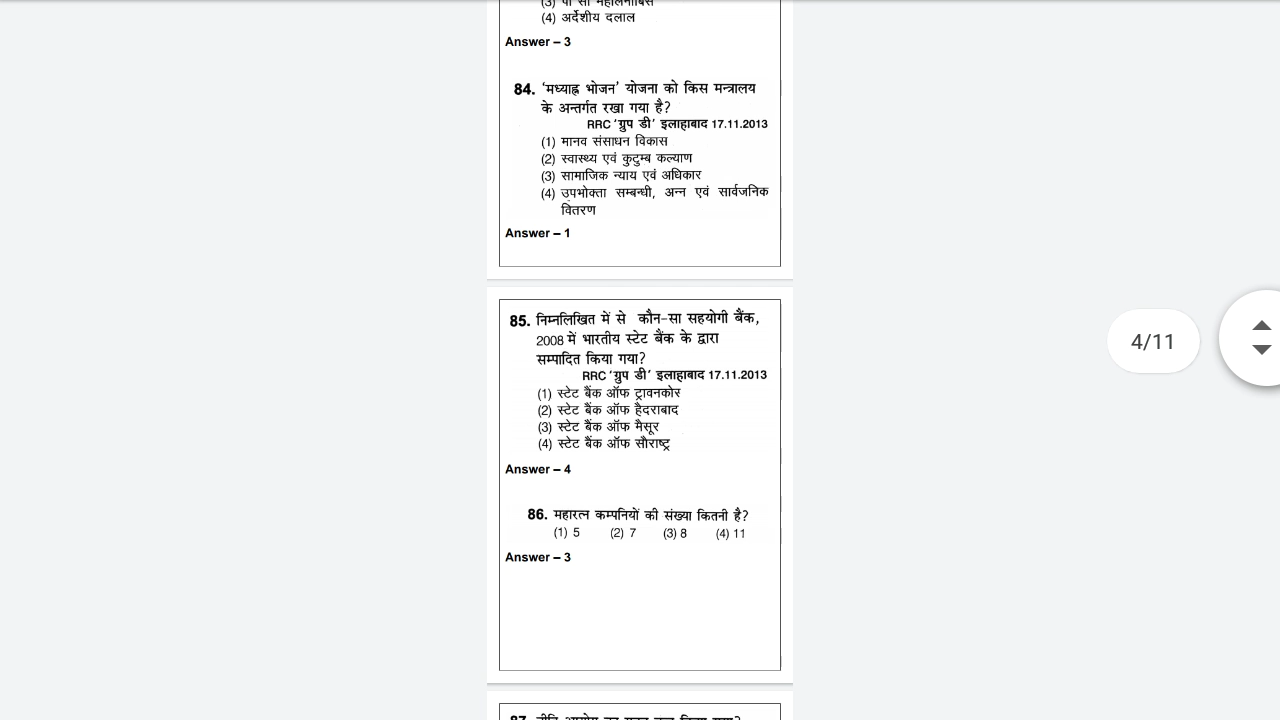 (4) अर्देशीय दलाल
Answer – 3
84. ‘मध्याह्न भोजन’ योजना को किस मन्त्रालय
के अन्तर्गत रखा गया है?
RRC ‘ग्रुप डी’ इलाहाबाद 17.11.2013
(1) मानव संसाधन विकास
(2) स्वास्थ्य एवं कुटुम्ब कल्याण
(3) सामाजिक न्याय एवं अधिकार
(4) उपभोक्ता सम्बन्धी, अन्न एवं सार्वजनिक
वितरण
Answer – 1
85. निम्नलिखित में से कौन-सा सहयोगी बैंक,
2008 में भारतीय स्टेट बैंक के द्वारा
सम्पादित किया गया?
RRC ‘ग्रुप डी’ इलाहाबाद 17.11.2013
(1) स्टेट बैंक ऑफ ट्रावनकोर
(2) स्टेट बैंक ऑफ हैदराबाद
(3) स्टेट बैंक ऑफ मैसूर
(4) स्टेट बैंक ऑफ सौराष्ट्र
Answer – 4
4/11
86. महारत्न कम्पनियों की संख्या कितनी है?
(1) 5 (2) 7 (3) 8 (4) 11
Answer – 3